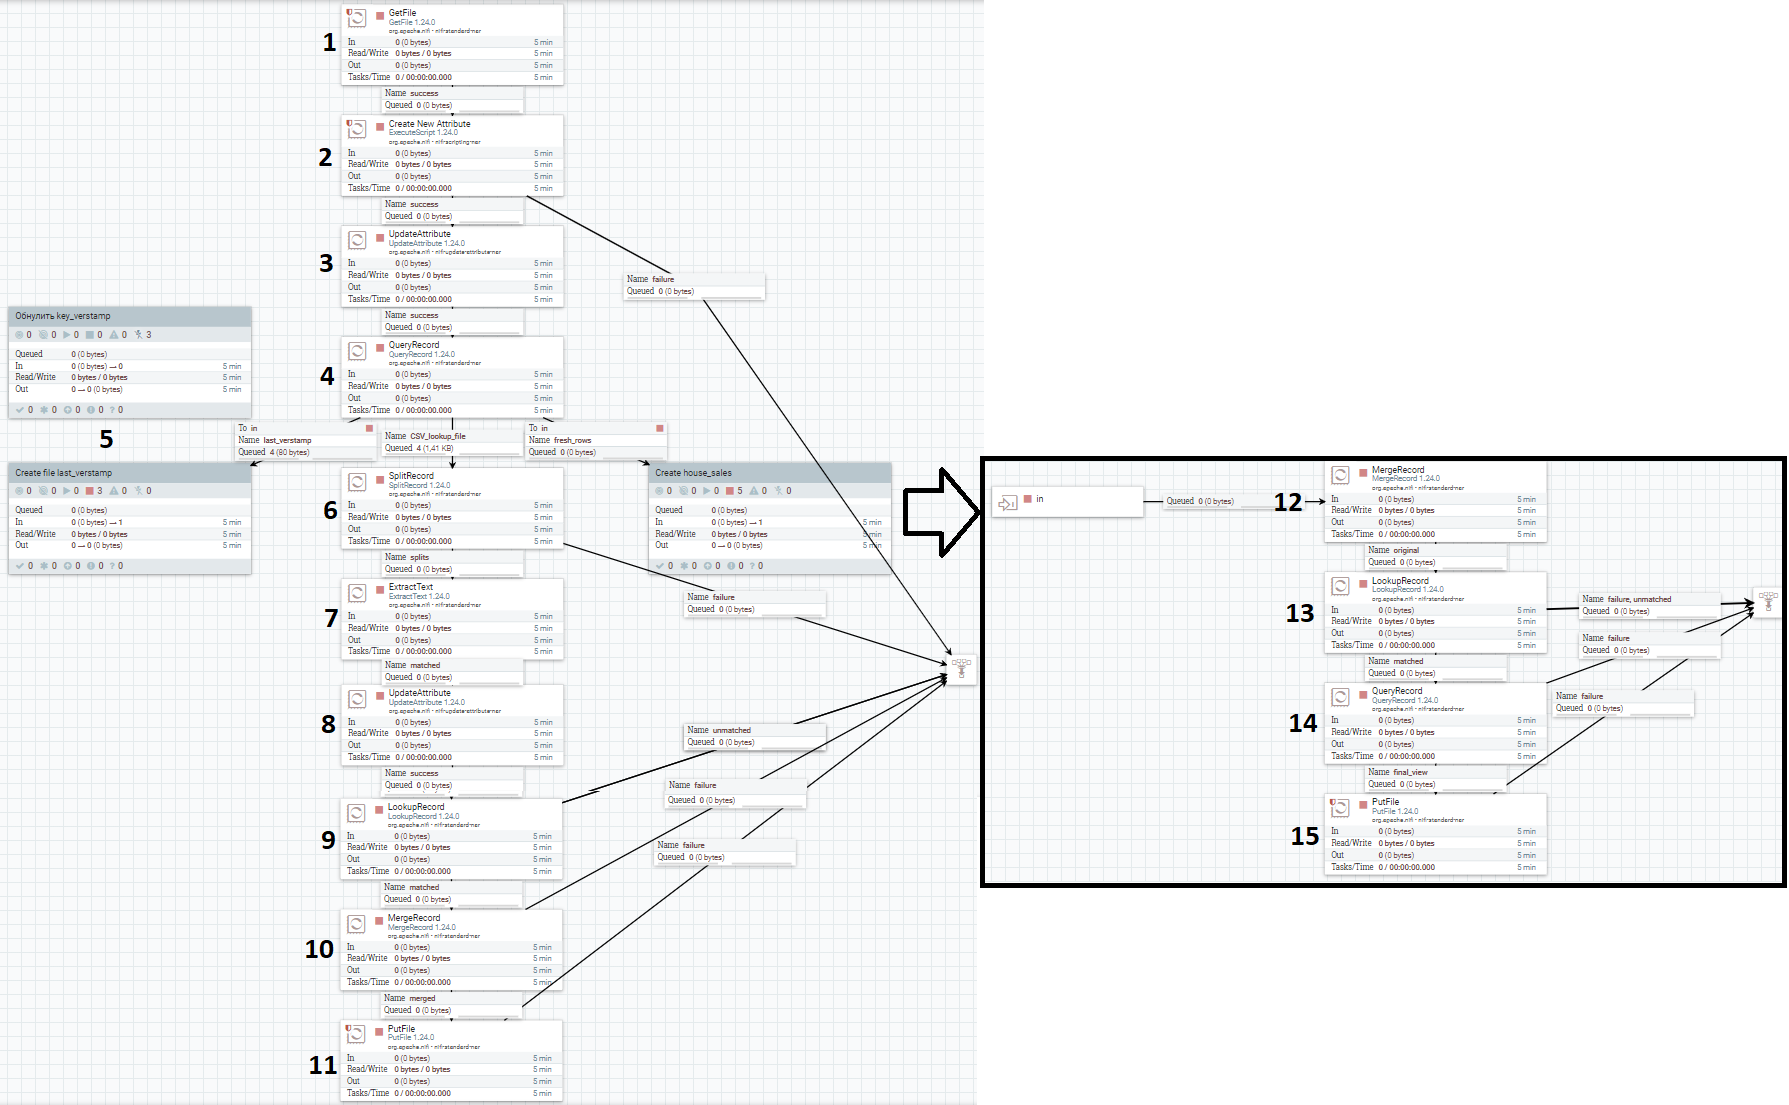 1
GetFile
GetFile 1.24.0
org.apache.nifi - nifi-standard-nar
In 0 (0 bytes) 5 min
Read/Write 0 bytes / 0 bytes 5 min
Out 0 (0 bytes) 5 min
Tasks/Time 0 / 00:00:00.000 5 min
Name success
Queued 0 (0 bytes)
2
Create New Attribute
ExecuteScript 1.24.0
org.apache.nifi - nifi-scripting-nar
In 0 (0 bytes) 5 min
Read/Write 0 bytes / 0 bytes 5 min
Out 0 (0 bytes) 5 min
Tasks/Time 0 / 00:00:00.000 5 min
Name success
Queued 0 (0 bytes)
3
UpdateAttribute
UpdateAttribute 1.24.0
org.apache.nifi - nifi-update-attribute-nar
In 0 (0 bytes) 5 min
Read/Write 0 bytes / 0 bytes 5 min
Out 0 (0 bytes) 5 min
Tasks/Time 0 / 00:00:00.000 5 min
Name failure
Queued 0 (0 bytes)
Name success
Queued 0 (0 bytes)
Обнулить key_verstamp
0 0 0 0 0 3
Queued 0 (0 bytes)
In 0 (0 bytes) → 0 5 min
Read/Write 0 bytes / 0 bytes 5 min
Out 0 → 0 (0 bytes) 5 min
0 0 0 0 ? 0
4
QueryRecord
QueryRecord 1.24.0
org.apache.nifi - nifi-standard-nar
In 0 (0 bytes) 5 min
Read/Write 0 bytes / 0 bytes 5 min
Out 0 (0 bytes) 5 min
Tasks/Time 0 / 00:00:00.000 5 min
5
To in
Name last_verstamp
Queued 4 (80 bytes)
Name CSV_lookup_file
Queued 4 (1,41 KB)
To in
Name fresh_rows
Queued 0 (0 bytes)
Create file last_verstamp
0 0 0 3 0 0
Queued 0 (0 bytes)
In 0 (0 bytes) → 1 5 min
Read/Write 0 bytes / 0 bytes 5 min
Out 0 → 0 (0 bytes) 5 min
0 0 0 0 ? 0
6
SplitRecord
SplitRecord 1.24.0
org.apache.nifi - nifi-standard-nar
In 0 (0 bytes) 5 min
Read/Write 0 bytes / 0 bytes 5 min
Out 0 (0 bytes) 5 min
Tasks/Time 0 / 00:00:00.000 5 min
Create house_sales
0 0 0 5 0 0
Queued 0 (0 bytes)
In 0 (0 bytes) → 1 5 min
Read/Write 0 bytes / 0 bytes 5 min
Out 0 → 0 (0 bytes) 5 min
0 0 0 0 ? 0
Name splits
Queued 0 (0 bytes)
Name failure
Queued 0 (0 bytes)
7
ExtractText
ExtractText 1.24.0
org.apache.nifi - nifi-standard-nar
In 0 (0 bytes) 5 min
Read/Write 0 bytes / 0 bytes 5 min
Out 0 (0 bytes) 5 min
Tasks/Time 0 / 00:00:00.000 5 min
Name matched
Queued 0 (0 bytes)
8
UpdateAttribute
UpdateAttribute 1.24.0
org.apache.nifi - nifi-update-attribute-nar
In 0 (0 bytes) 5 min
Read/Write 0 bytes / 0 bytes 5 min
Out 0 (0 bytes) 5 min
Tasks/Time 0 / 00:00:00.000 5 min
Name unmatched
Queued 0 (0 bytes)
Name success
Queued 0 (0 bytes)
Name failure
Queued 0 (0 bytes)
9
LookupRecord
LookupRecord 1.24.0
org.apache.nifi - nifi-standard-nar
In 0 (0 bytes) 5 min
Read/Write 0 bytes / 0 bytes 5 min
Out 0 (0 bytes) 5 min
Tasks/Time 0 / 00:00:00.000 5 min
Name failure
Queued 0 (0 bytes)
Name matched
Queued 0 (0 bytes)
10
MergeRecord
MergeRecord 1.24.0
org.apache.nifi - nifi-standard-nar
In 0 (0 bytes) 5 min
Read/Write 0 bytes / 0 bytes 5 min
Out 0 (0 bytes) 5 min
Tasks/Time 0 / 00:00:00.000 5 min
Name merged
Queued 0 (0 bytes)
11
PutFile
PutFile 1.24.0
org.apache.nifi - nifi-standard-nar
In 0 (0 bytes) 5 min
Read/Write 0 bytes / 0 bytes 5 min
Out 0 (0 bytes) 5 min
Tasks/Time 0 / 00:00:00.000 5 min
in
Queued 0 (0 bytes)
12
MergeRecord
MergeRecord 1.24.0
org.apache.nifi - nifi-standard-nar
In 0 (0 bytes) 5 min
Read/Write 0 bytes / 0 bytes 5 min
Out 0 (0 bytes) 5 min
Tasks/Time 0 / 00:00:00.000 5 min
Name original
Queued 0 (0 bytes)
13
LookupRecord
LookupRecord 1.24.0
org.apache.nifi - nifi-standard-nar
In 0 (0 bytes) 5 min
Read/Write 0 bytes / 0 bytes 5 min
Out 0 (0 bytes) 5 min
Tasks/Time 0 / 00:00:00.000 5 min
Name failure, unmatched
Queued 0 (0 bytes)
Name failure
Queued 0 (0 bytes)
Name matched
Queued 0 (0 bytes)
14
QueryRecord
QueryRecord 1.24.0
org.apache.nifi - nifi-standard-nar
In 0 (0 bytes) 5 min
Read/Write 0 bytes / 0 bytes 5 min
Out 0 (0 bytes) 5 min
Tasks/Time 0 / 00:00:00.000 5 min
Name failure
Queued 0 (0 bytes)
Name final_view
Queued 0 (0 bytes)
15
PutFile
PutFile 1.24.0
org.apache.nifi - nifi-standard-nar
In 0 (0 bytes) 5 min
Read/Write 0 bytes / 0 bytes 5 min
Out 0 (0 bytes) 5 min
Tasks/Time 0 / 00:00:00.000 5 min